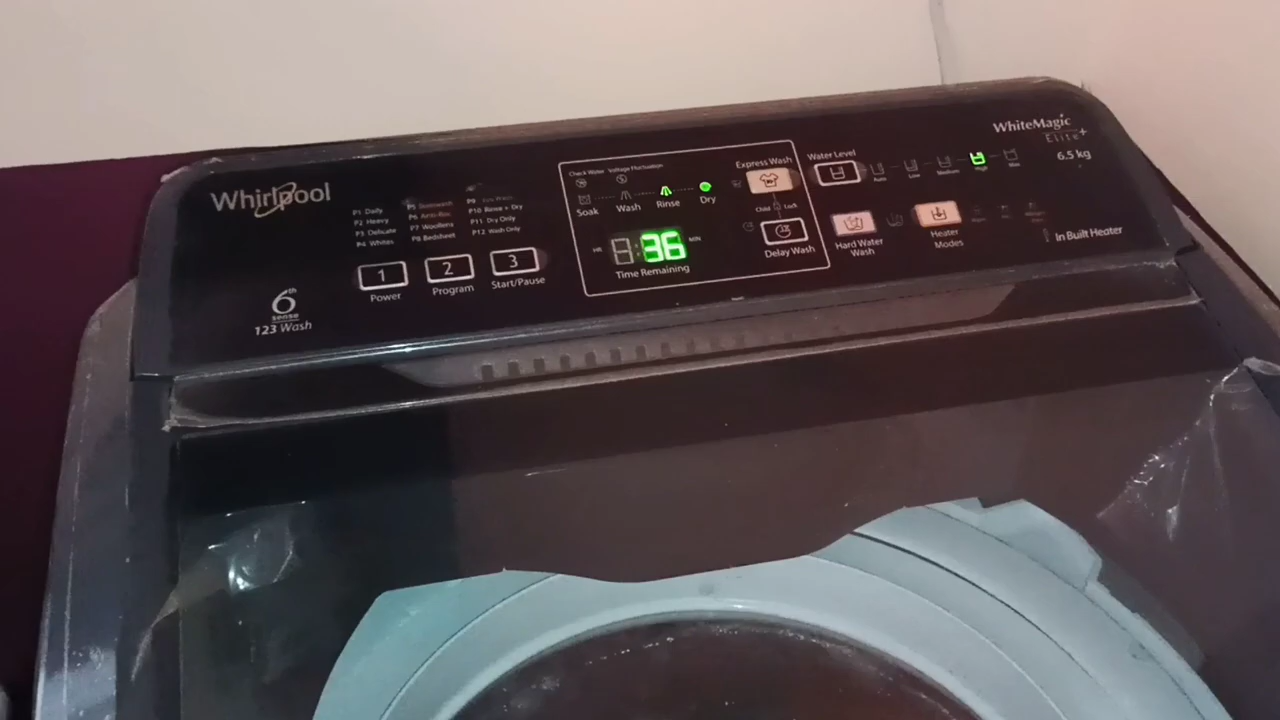 Whirlpool
6th
sense
123 Wash
P1 Daily
P2 Heavy
P3 Delicate
P4 Whites
P6 Anti-Bac
P7 Woollens
P8 Bedsheet
P10 Rinse + Dry
P11 Dry Only
P12 Wash Only
1
Power
2
Program
3
Start/Pause
Check Water
Voltage Fluctuation
Soak
Wash
Rinse
Dry
HR
36
MIN
Time Remaining
Express Wash
Child Lock
Delay Wash
Water Level
Auto
Low
Medium
High
Max
Hard Water
Wash
Heater
Modes
WhiteMagic
Elite+
6.5 kg
In Built Heater